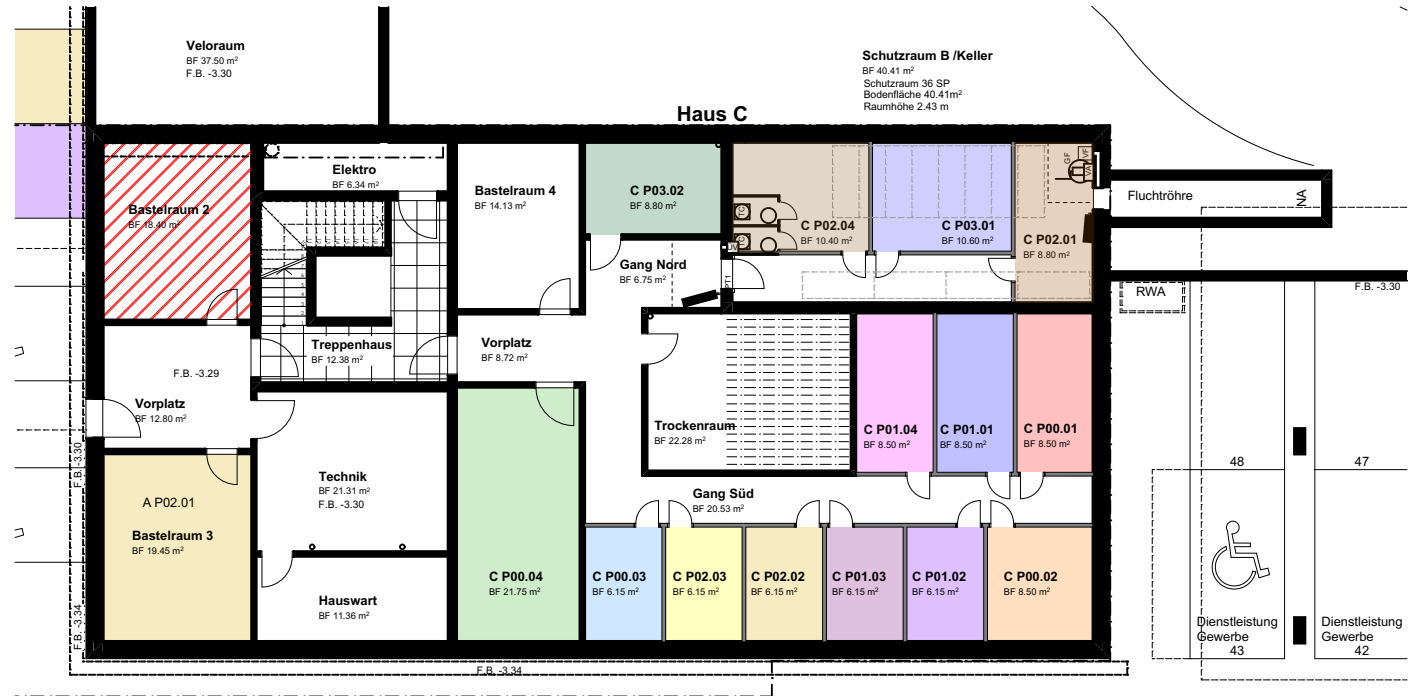 Veloraum
BF 37.50 m²
F.B. -3.30
Schutzraum B /Keller
BF 40.41 m²
Schutzraum 36 SP
Bodenfläche 40.41m²
Raumhöhe 2.43 m
Haus C
Elektro
BF 6.34 m²
Bastelraum 4
BF 14.13 m²
C P03.02
BF 8.80 m²
Bastelraum 2
BF 18.40 m²
C P02.04
BF 10.40 m²
C P03.01
BF 10.60 m²
C P02.01
BF 8.80 m²
GF
VF
VA
TC
TC
UV
PT1
Fluchtröhre
NA
Gang Nord
BF 6.75 m²
RWA
F.B. -3.30
Treppenhaus
BF 12.38 m²
Vorplatz
BF 8.72 m²
F.B. -3.29
Vorplatz
BF 12.80 m²
Trockenraum
BF 22.28 m²
C P01.04
BF 8.50 m²
C P01.01
BF 8.50 m²
C P00.01
BF 8.50 m²
F.B. -3.30
Technik
BF 21.31 m²
F.B. -3.30
Gang Süd
BF 20.53 m²
48
47
A P02.01
Bastelraum 3
BF 19.45 m²
C P00.04
BF 21.75 m²
C P00.03
BF 6.15 m²
C P02.03
BF 6.15 m²
C P02.02
BF 6.15 m²
C P01.03
BF 6.15 m²
C P01.02
BF 6.15 m²
C P00.02
BF 8.50 m²
Hauswart
BF 11.36 m²
F.B. -3.34
Dienstleistung
Gewerbe
43
Dienstleistung
Gewerbe
42
F.B. -3.34